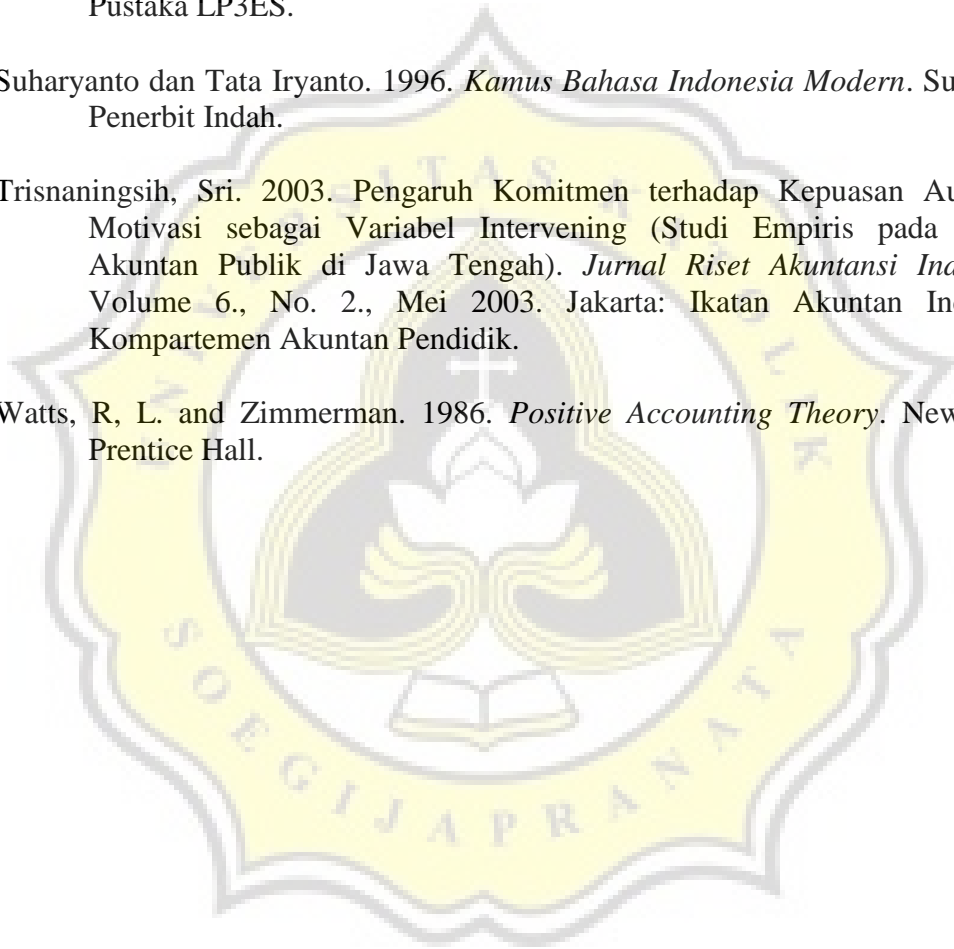 Pustaka LP3ES.
Suharyanto dan Tata Iryanto. 1996. Kamus Bahasa Indonesia Modern. Su
Penerbit Indah.
Trisnaningsih, Sri. 2003. Pengaruh Komitmen terhadap Kepuasan Au
Motivasi sebagai Variabel Intervening (Studi Empiris pada
Akuntan Publik di Jawa Tengah). Jurnal Riset Akuntansi Ind
Volume 6., No. 2., Mei 2003. Jakarta: Ikatan Akuntan In
Kompartemen Akuntan Pendidik.
Watts, R, L. and Zimmerman. 1986. Positive Accounting Theory. New
Prentice Hall.
SOEGIJAPRANATA